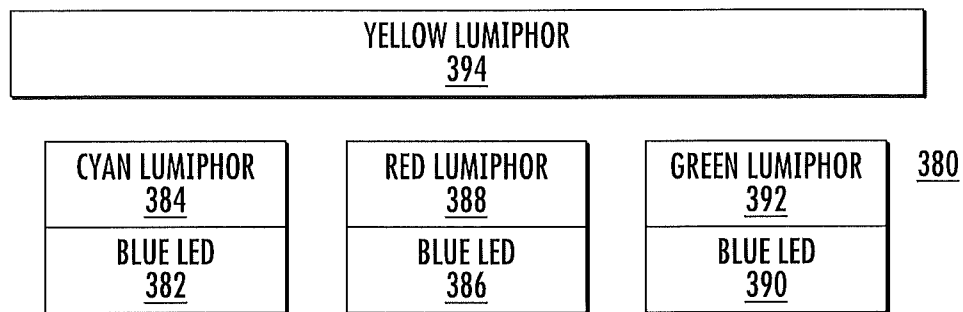 YELLOW LUMIPHOR
394
CYAN LUMIPHOR
384
BLUE LED
382
RED LUMIPHOR
388
BLUE LED
386
GREEN LUMIPHOR
392
BLUE LED
390
380